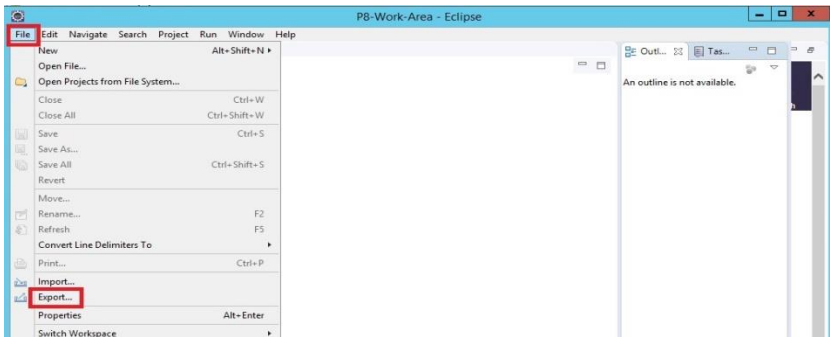 P8-Work-Area - Eclipse
File Edit Navigate Search Project Run Window Help
New Alt+Shift+N
Open File...
Open Projects from File System...
Close Ctrl+W
Close All Ctrl+Shift+W
Save Ctrl+S
Save As...
Save All Ctrl+Shift+S
Revert
Move...
Rename... F2
Refresh F5
Convert Line Delimiters To
Print... Ctrl+P
Import...
Export...
Properties Alt+Enter
Switch Workspace
Outl... Tas...
An outline is not available.